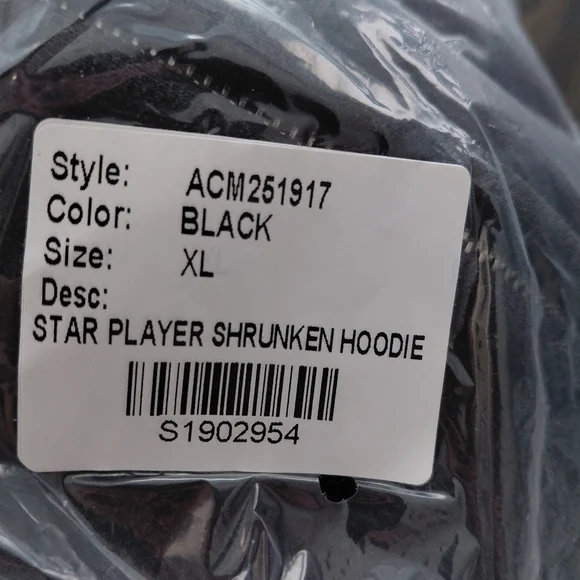 Style: ACM251917
Color: BLACK
Size: XL
Desc:
STAR PLAYER SHRUNKEN HOODIE
S1902954